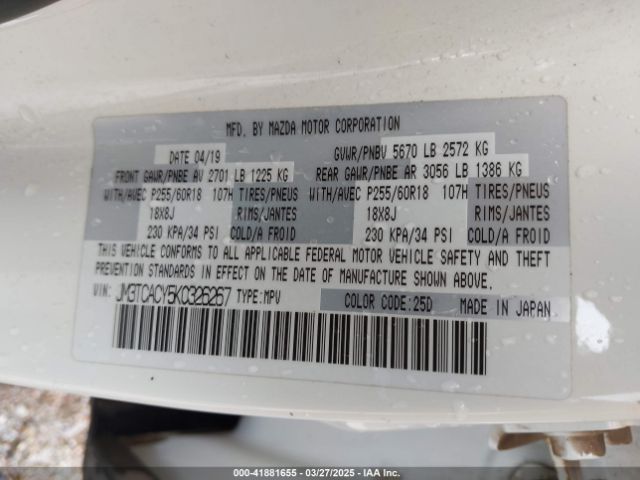 MFD. BY MAZDA MOTOR CORPORATION
DATE 04/19 GVWR/PNBV 5670 LB 2572 KG
FRONT GAWR/PNBE AV 2701 LB 1225 KG REAR GAWR/PNBE AR 3056 LB 1386 KG
WITH/AVEC P255/60R18 107H TIRES/PNEUS WITH/AVEC P255/60R18 107H TIRES/PNEUS
18X8J RIMS/JANTES 18X8J RIMS/JANTES
230 KPA/34 PSI COLD/A FROID 230 KPA/34 PSI COLD/A FROID
THIS VEHICLE CONFORMS TO ALL APPLICABLE FEDERAL MOTOR VEHICLE SAFETY AND THEFT
PREVENTION STANDARDS IN EFFECT ON THE DATE OF MANUFACTURE SHOWN ABOVE.
VIN: JM3TCACY5K0326267 TYPE:MPV COLOR CODE:25D MADE IN JAPAN
000-41881655 | 03/27/2025 | IAA Inc.